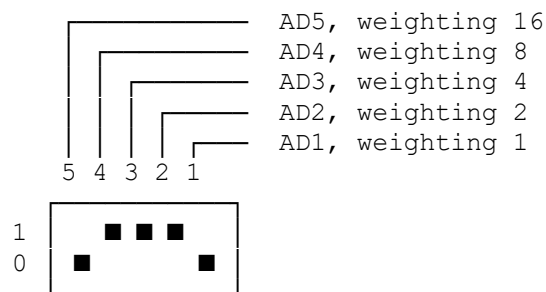 AD5, weighting 16
AD4, weighting 8
AD3, weighting 4
AD2, weighting 2
AD1, weighting 1
5 4 3 2 1
1
0